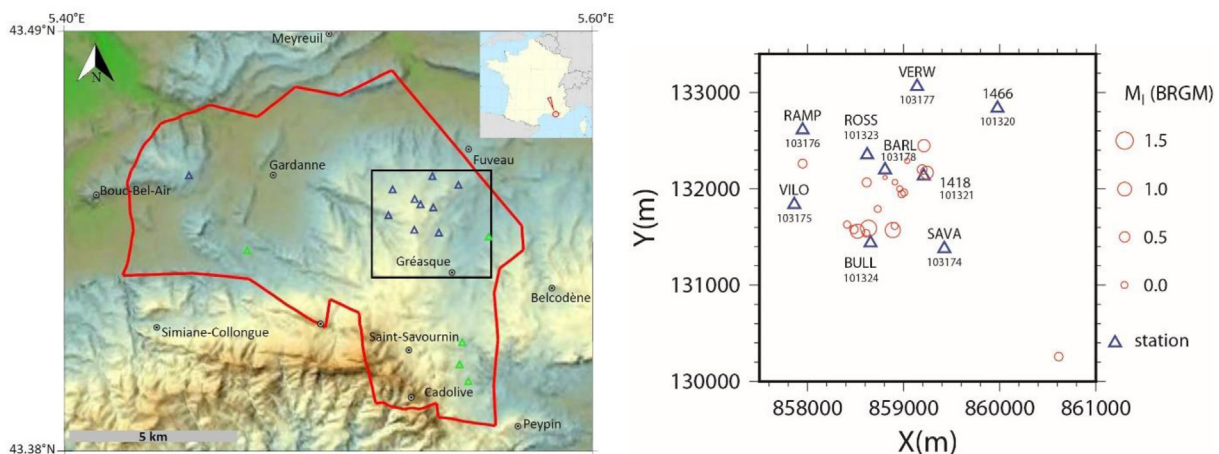 5.40°E
5.60°E
43.49°N
Meyreuil
N
Fuveau
Gardanne
Bouc-Bel-Air
Gréasque
Belcodène
Simiane-Collongue
Saint-Savournin
Cadolive
Peypin
5 km
43.38°N
133000
132000
131000
130000
Y(m)
858000
859000
860000
861000
X(m)
VERW
103177
1466
101320
RAMP
103176
ROSS
101323
BARL
103178
1418
101321
VILO
103175
SAVA
103174
BULL
101324
Ml (BRGM)
1.5
1.0
0.5
0.0
station